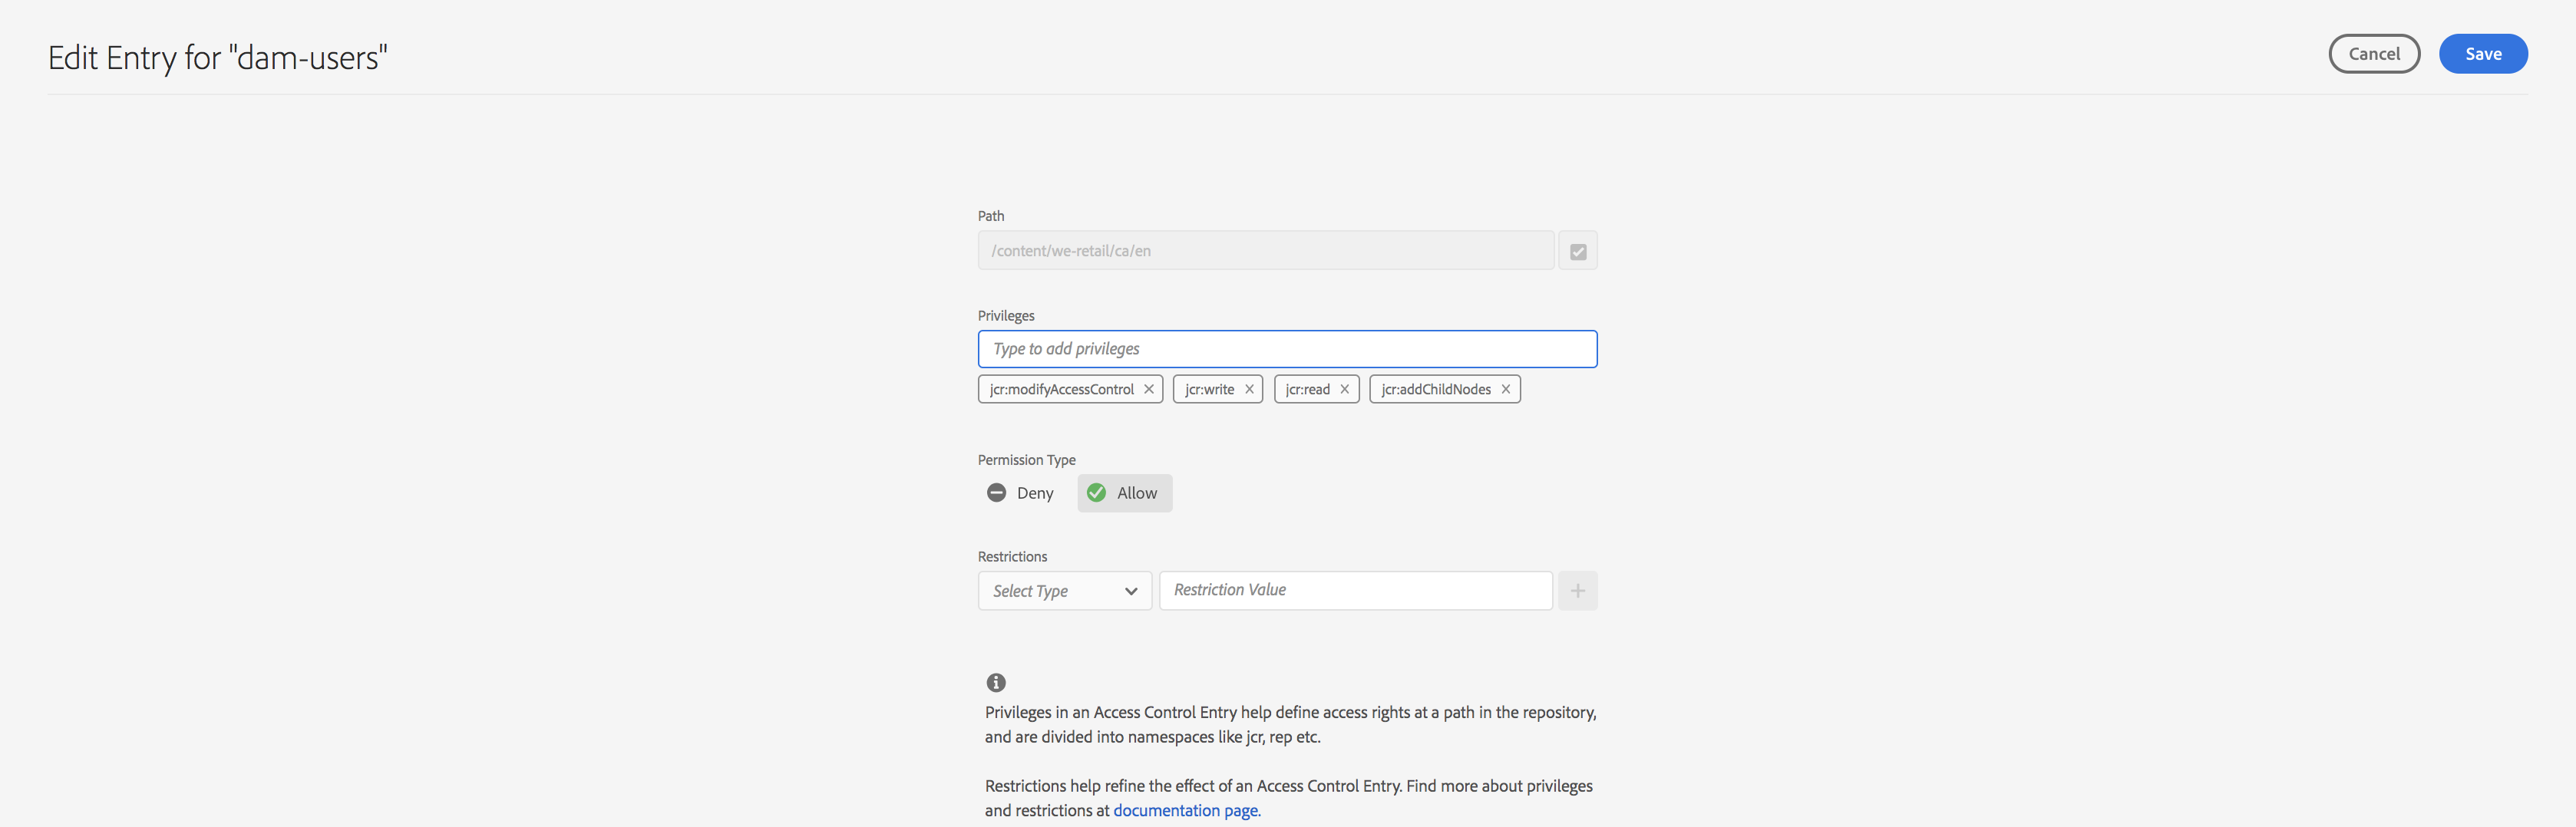 Edit Entry for "dam-users"
Cancel
Save
Path
/content/we-retail/ca/en
Privileges
Type to add privileges
jcr:modifyAccessControl
jcr:write
jcr:read
jcr:addChildNodes
Permission Type
Deny
Allow
Restrictions
Select Type
Restriction Value
Privileges in an Access Control Entry help define access rights at a path in the repository,
and are divided into namespaces like jcr, rep etc.
Restrictions help refine the effect of an Access Control Entry. Find more about privileges
and restrictions at documentation page.